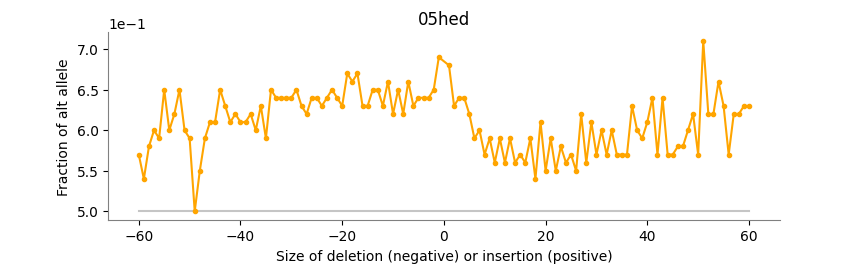 05hed
1e−1
7.0
6.5
6.0
5.5
5.0
Fraction of alt allele
−60 −40 −20 0 20 40 60
Size of deletion (negative) or insertion (positive)